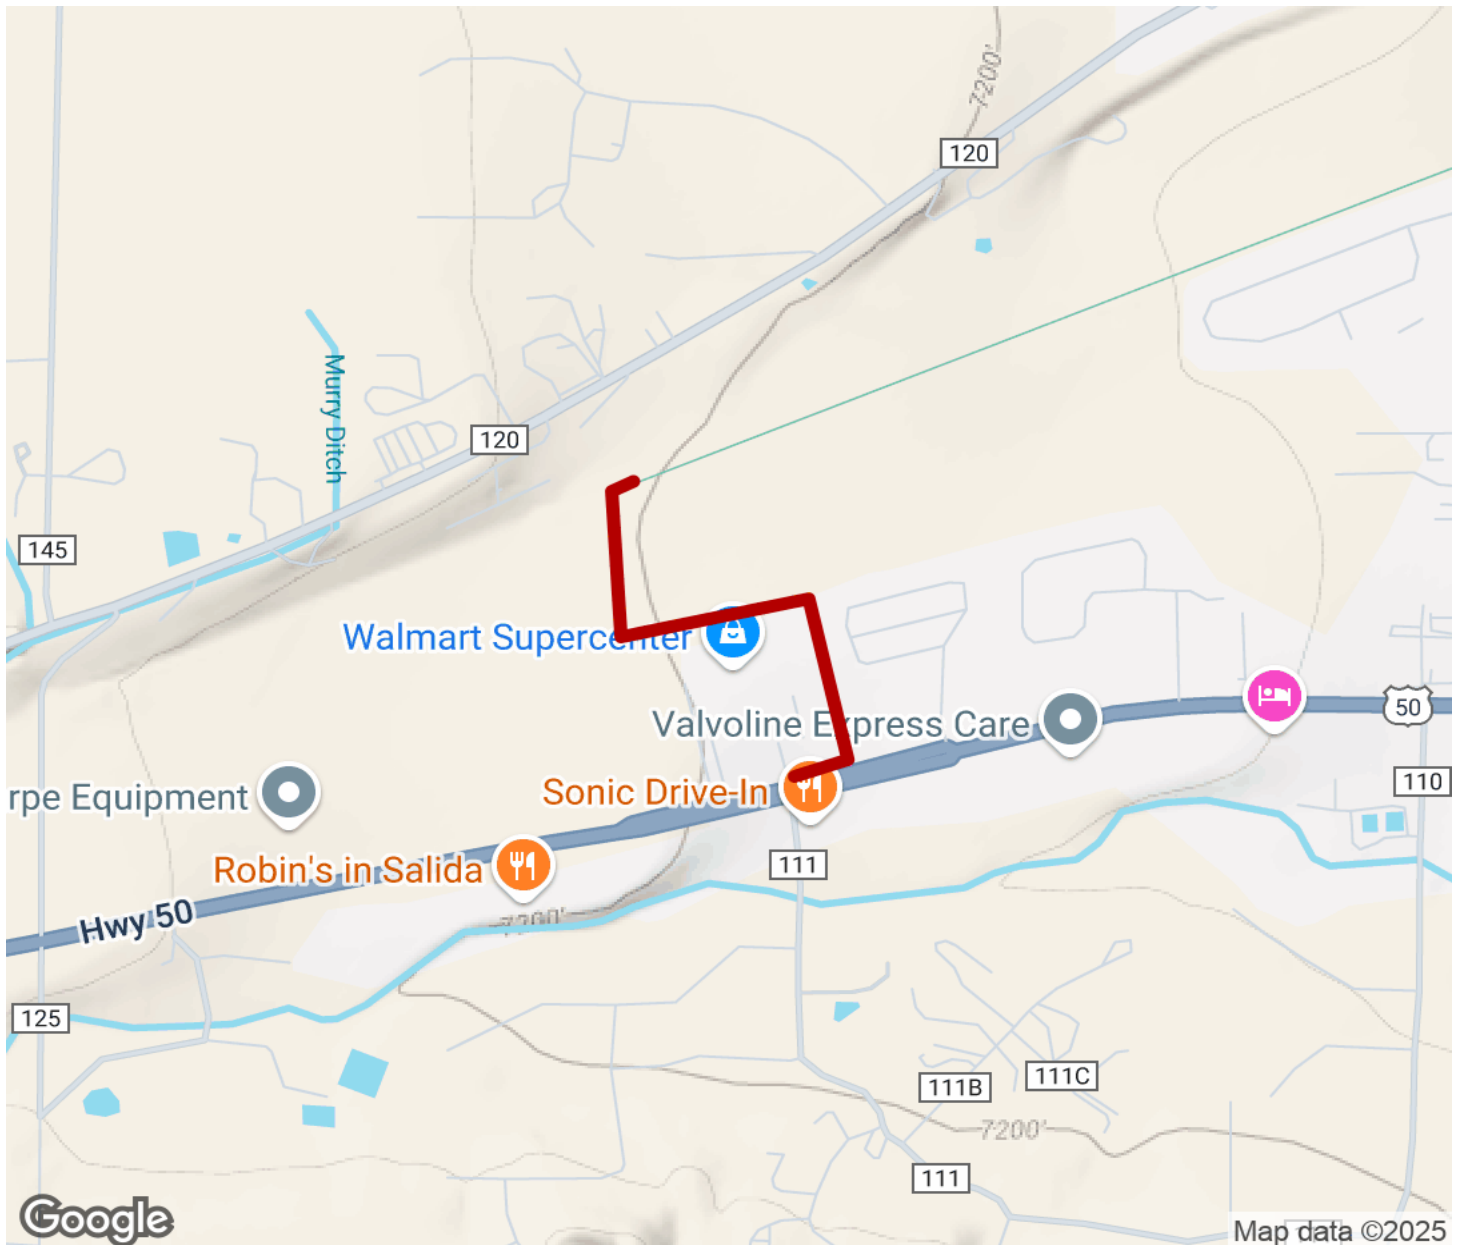 7200'
120
Murry Ditch
120
145
Walmart Supercenter
Valvoline Express Care
50
rpe Equipment
Sonic Drive-In
110
Robin's in Salida
111
Hwy 50
7200'
125
111B
111C
7200'
111
Google
Map data ©2025